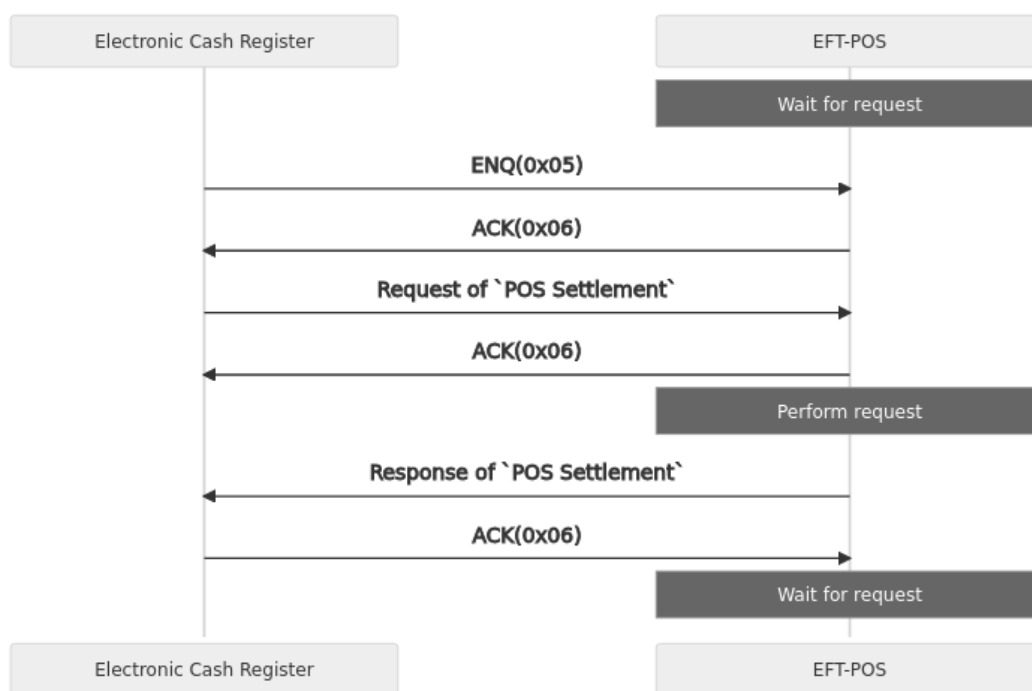 Electronic Cash Register
EFT-POS
Wait for request
ENQ(0x05)
ACK(0x06)
Request of `POS Settlement`
ACK(0x06)
Perform request
Response of `POS Settlement`
ACK(0x06)
Wait for request
Electronic Cash Register
EFT-POS